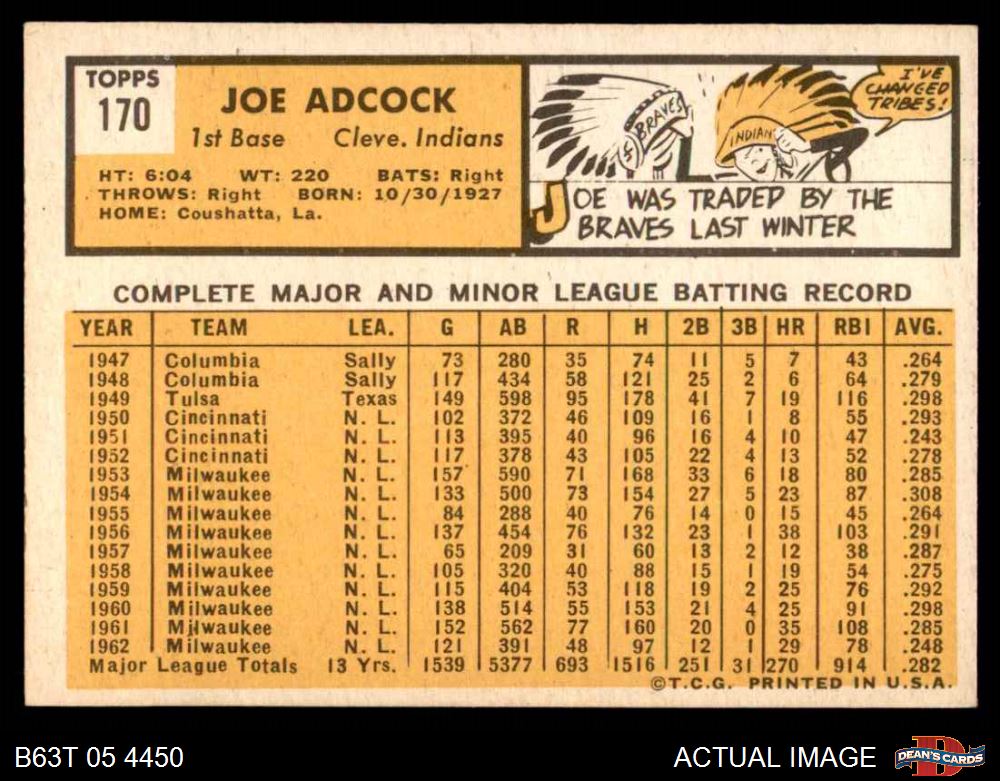 TOPPS
170
JOE ADCOCK
1st Base Cleve. Indians
HT: 6:04 WT: 220 BATS: Right
THROWS: Right BORN: 10/30/1927
HOME: Coushatta, La.
BRAVES
INDIAN
I'VE
CHANGED
TRIBES!
JOE WAS TRADED BY THE
BRAVES LAST WINTER
COMPLETE MAJOR AND MINOR LEAGUE BATTING RECORD
YEAR TEAM LEA. G AB R H 2B 3B HR RBI AVG.
1947 Columbia Sally 73 280 35 74 11 5 7 43 .264
1948 Columbia Sally 117 434 58 121 25 2 6 64 .279
1949 Tulsa Texas 149 598 95 178 41 7 19 116 .298
1950 Cincinnati N. L. 102 372 46 109 16 1 8 55 .293
1951 Cincinnati N. L. 113 395 40 96 16 4 10 47 .243
1952 Cincinnati N. L. 117 378 43 105 22 4 13 52 .278
1953 Milwaukee N. L. 157 590 71 168 33 6 18 80 .285
1954 Milwaukee N. L. 133 500 73 154 27 5 23 87 .308
1955 Milwaukee N. L. 84 288 40 76 14 0 15 45 .264
1956 Milwaukee N. L. 137 454 76 132 23 1 38 103 .291
1957 Milwaukee N. L. 65 209 31 60 13 2 12 38 .287
1958 Milwaukee N. L. 105 320 40 88 15 1 19 54 .275
1959 Milwaukee N. L. 115 404 53 118 19 2 25 76 .292
1960 Milwaukee N. L. 138 514 55 153 21 4 25 91 .298
1961 Milwaukee N. L. 152 562 77 160 20 0 35 108 .285
1962 Milwaukee N. L. 121 391 48 97 12 1 29 78 .248
Major League Totals 13 Yrs. 1539 5377 693 1516 251 31 270 914 .282
©T.C.G. PRINTED IN U.S.A.
B63T 05 4450 ACTUAL IMAGE DEAN'S CARDS